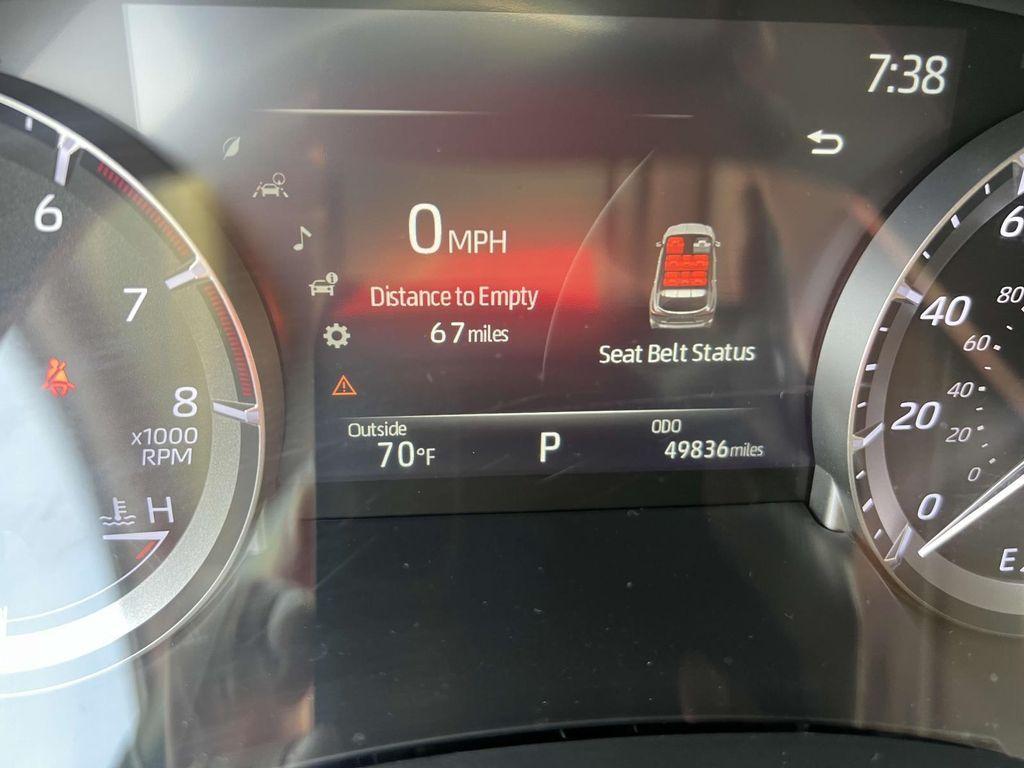 7:38
6
7
8
x1000
RPM
H
0 MPH
Distance to Empty
67 miles
Seat Belt Status
Outside
70°F
P
ODO
49836 miles
6
80
40
60
40
20
20
0
0
E